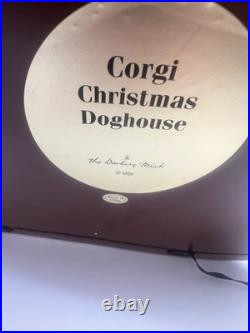 Corgi
Christmas
Doghouse
the Danbury Mint